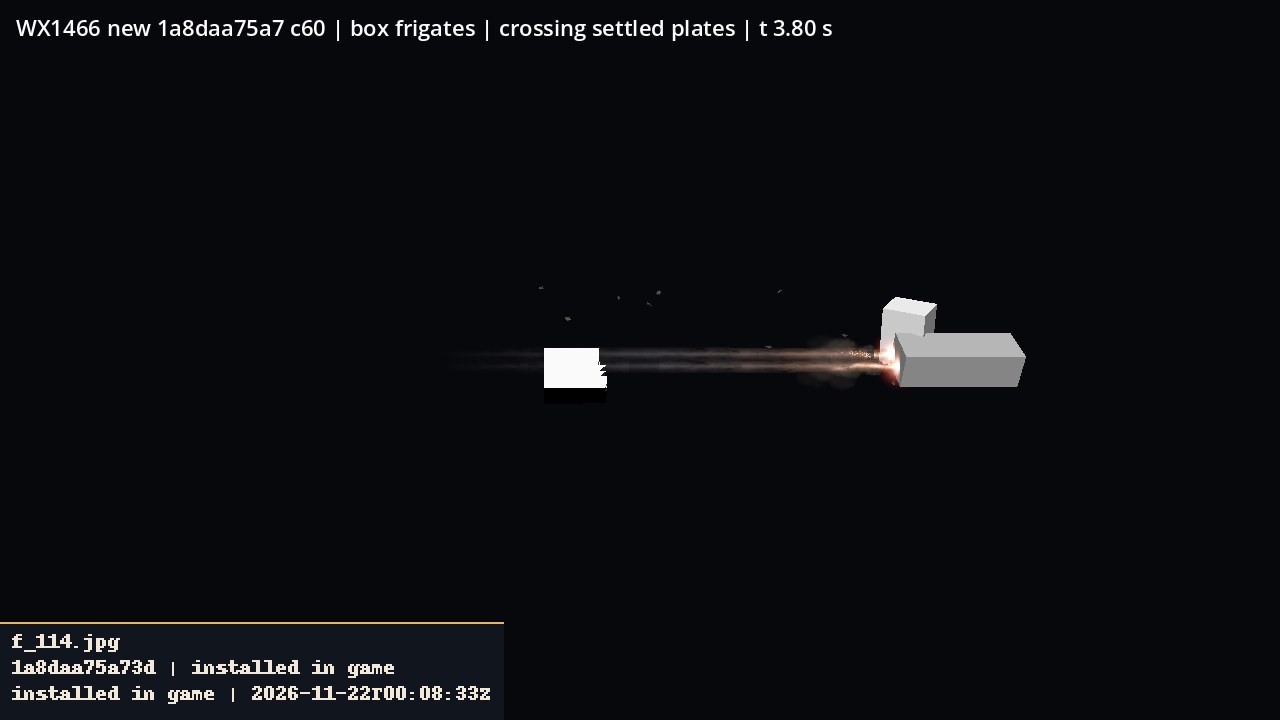 WX1466 new 1a8daa75a7 c60 | box frigates | crossing settled plates | t 3.80 s
f_114.jpg
1a8daa75a73d | installed in game
installed in game | 2026-11-22T00:08:33Z